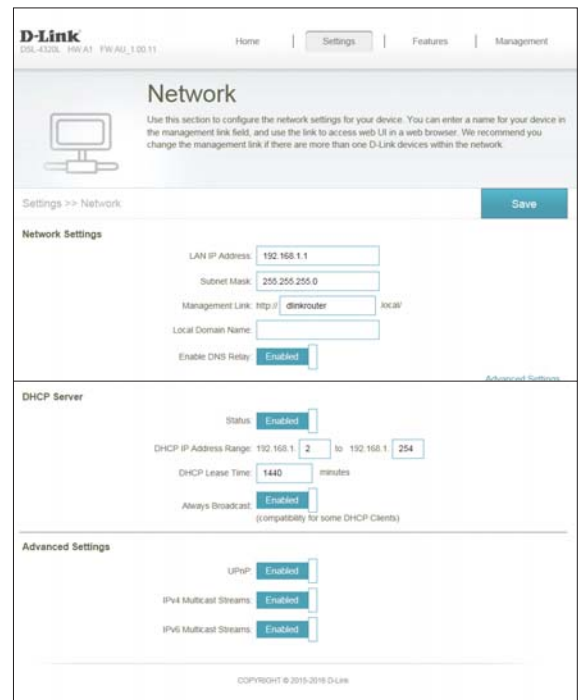 D-Link
DSL-4320L HW:A1 FW:AU_1.00.11
Home | Settings | Features | Management
Network
Use this section to configure the network settings for your device. You can enter a name for your device in
the management link field, and use the link to access web UI in a web browser. We recommend you
change the management link if there are more than one D-Link devices within the network.
Settings >> Network
Save
Network Settings
LAN IP Address: 192.168.1.1
Subnet Mask: 255.255.255.0
Management Link: http:// dlinkrouter .local/
Local Domain Name:
Enable DNS Relay: Enabled
Advanced Settings
DHCP Server
Status: Enabled
DHCP IP Address Range: 192.168.1. 2 to 192.168.1. 254
DHCP Lease Time: 1440 minutes
Always Broadcast: Enabled
(compatibility for some DHCP Clients)
Advanced Settings
UPnP: Enabled
IPv4 Multicast Streams: Enabled
IPv6 Multicast Streams: Enabled
COPYRIGHT © 2015-2016 D-Link